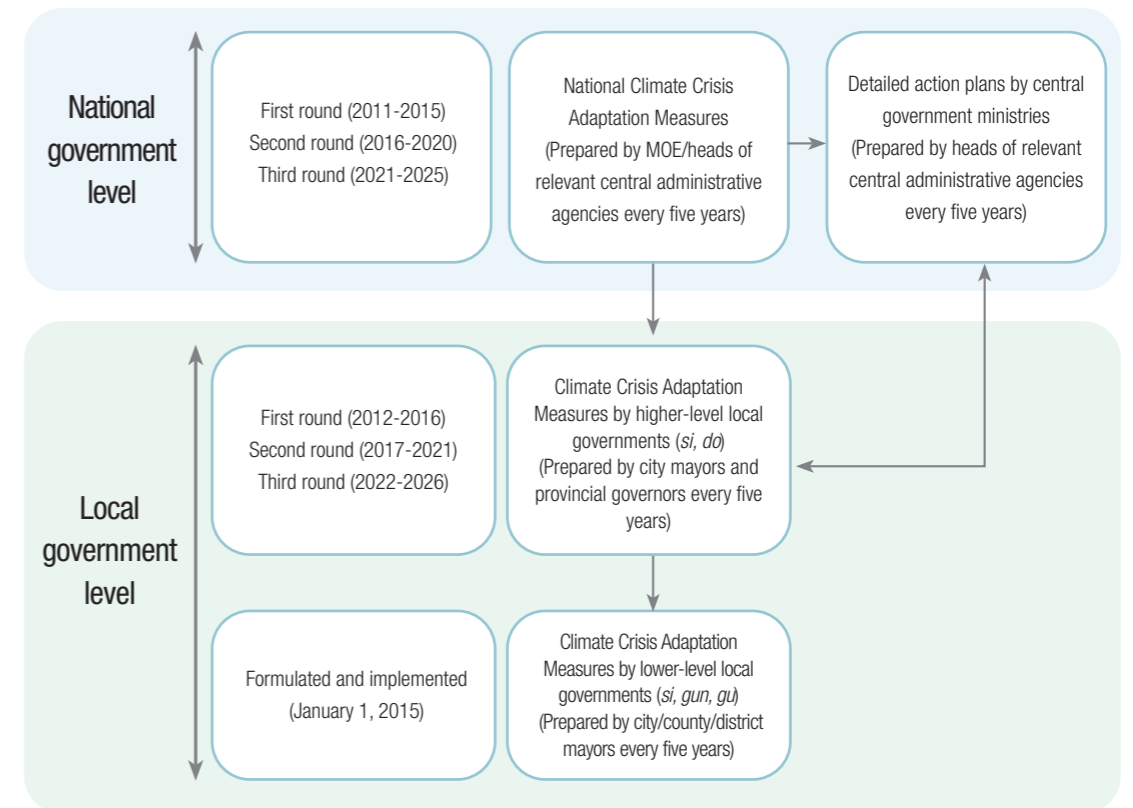 National
government
level
First round (2011-2015)
Second round (2016-2020)
Third round (2021-2025)
National Climate Crisis
Adaptation Measures
(Prepared by MOE/heads of
relevant central administrative
agencies every five years)
Detailed action plans by central
government ministries
(Prepared by heads of relevant
central administrative agencies
every five years)
Local
government
level
First round (2012-2016)
Second round (2017-2021)
Third round (2022-2026)
Climate Crisis Adaptation
Measures by higher-level local
governments (si, do)
(Prepared by city mayors and
provincial governors every five
years)
Formulated and implemented
(January 1, 2015)
Climate Crisis Adaptation
Measures by lower-level local
governments (si, gun, gu)
(Prepared by city/county/district
mayors every five years)